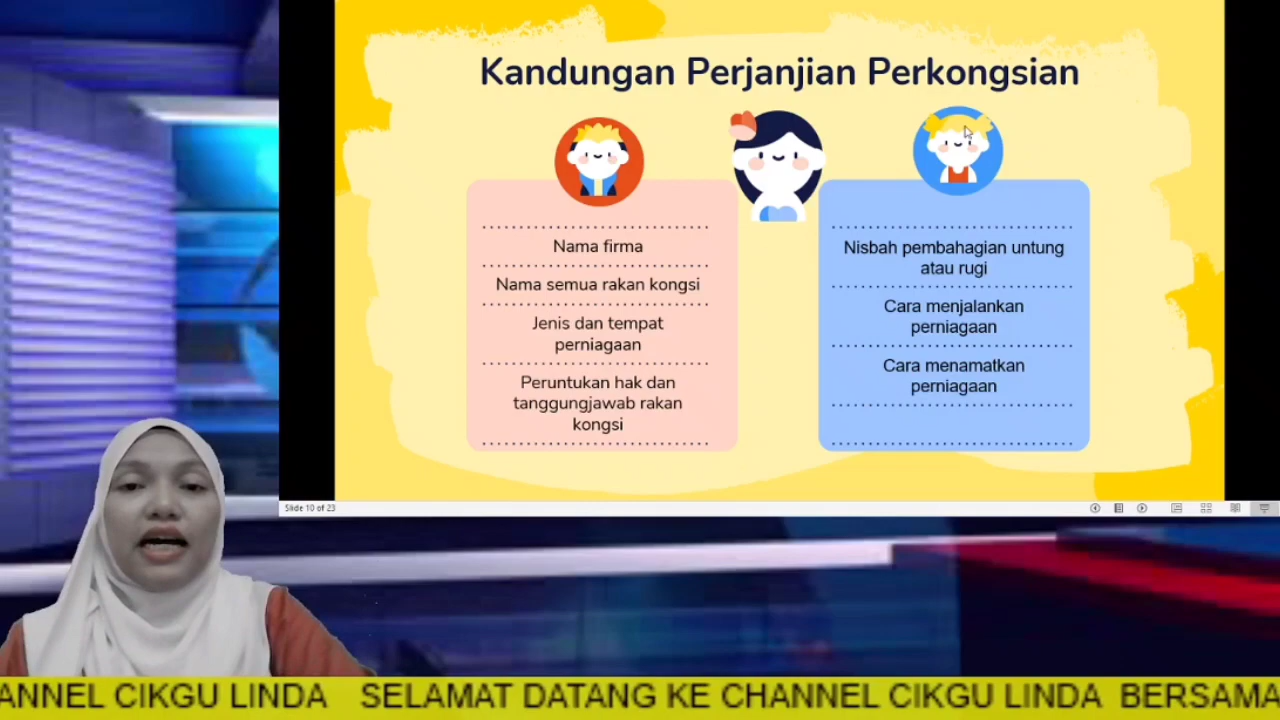 Kandungan Perjanjian Perkongsian
Nama firma
Nama semua rakan kongsi
Jenis dan tempat
perniagaan
Peruntukan hak dan
tanggungjawab rakan
kongsi
Nisbah pembahagian untung
atau rugi
Cara menjalankan
perniagaan
Cara menamatkan
perniagaan
Slide 10 of 23
ANNEL CIKGU LINDA SELAMAT DATANG KE CHANNEL CIKGU LINDA BERSAMA